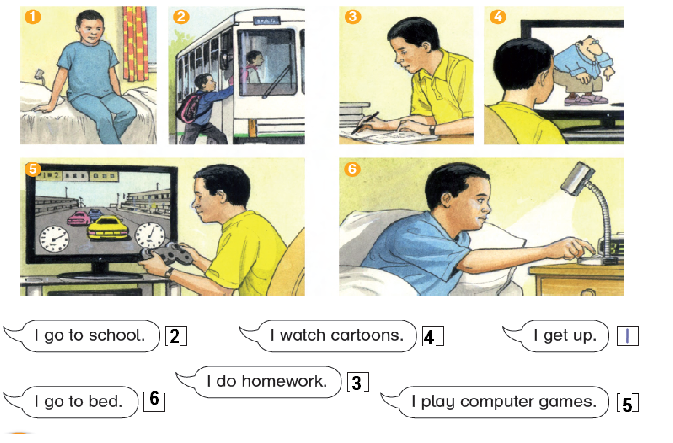 1
2
3
4
5
6
I go to school. 2
I watch cartoons. 4
I get up. 1
I do homework. 3
I go to bed. 6
I play computer games. 5